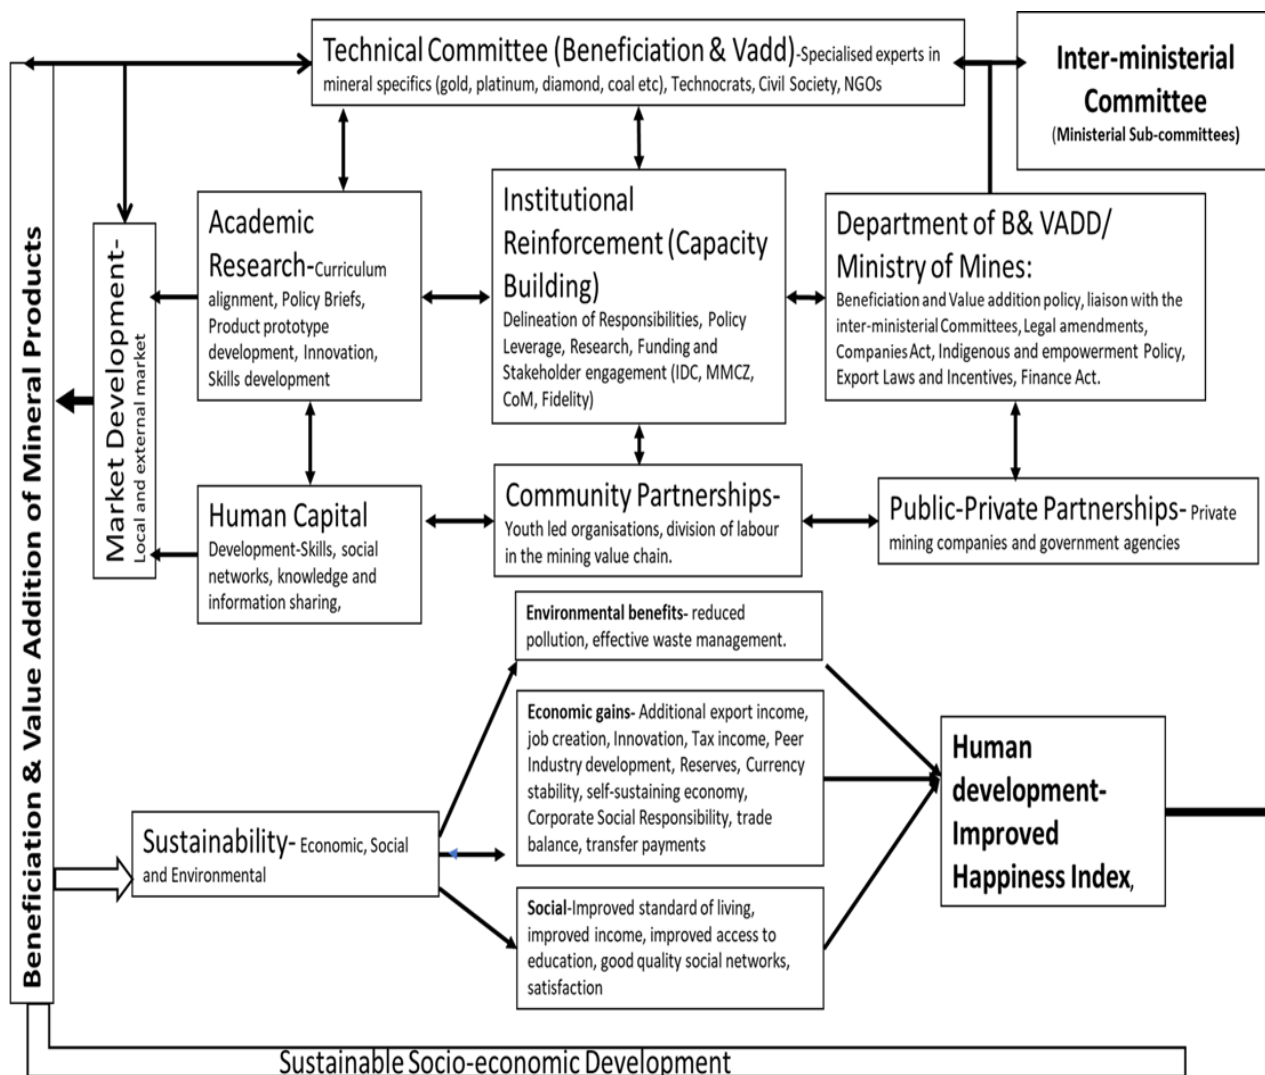 Technical Committee (Beneficiation & Vadd)-Specialised experts in
mineral specifics (gold, platinum, diamond, coal etc), Technocrats, Civil Society, NGOs
Inter-ministerial
Committee
(Ministerial Sub-committees)
Beneficiation & Value Addition of Mineral Products
Market Development-
Local and external market
Academic
Research-Curriculum
alignment, Policy Briefs,
Product prototype
development, Innovation,
Skills development
Institutional
Reinforcement (Capacity
Building)
Delineation of Responsibilities, Policy
Leverage, Research, Funding and
Stakeholder engagement (IDC, MMCZ,
CoM, Fidelity)
Department of B& VADD/
Ministry of Mines:
Beneficiation and Value addition policy, liaison with the
inter-ministerial Committees, Legal amendments,
Companies Act, Indigenous and empowerment Policy,
Export Laws and Incentives, Finance Act.
Human Capital
Development-Skills, social
networks, knowledge and
information sharing,
Community Partnerships-
Youth led organisations, division of labour
in the mining value chain.
Public-Private Partnerships- Private
mining companies and government agencies
Environmental benefits- reduced
pollution, effective waste management.
Economic gains- Additional export income,
job creation, Innovation, Tax income, Peer
Industry development, Reserves, Currency
stability, self-sustaining economy,
Corporate Social Responsibility, trade
balance, transfer payments
Sustainability- Economic, Social
and Environmental
Social-Improved standard of living,
improved income, improved access to
education, good quality social networks,
satisfaction
Human
development-
Improved
Happiness Index,
Sustainable Socio-economic Development